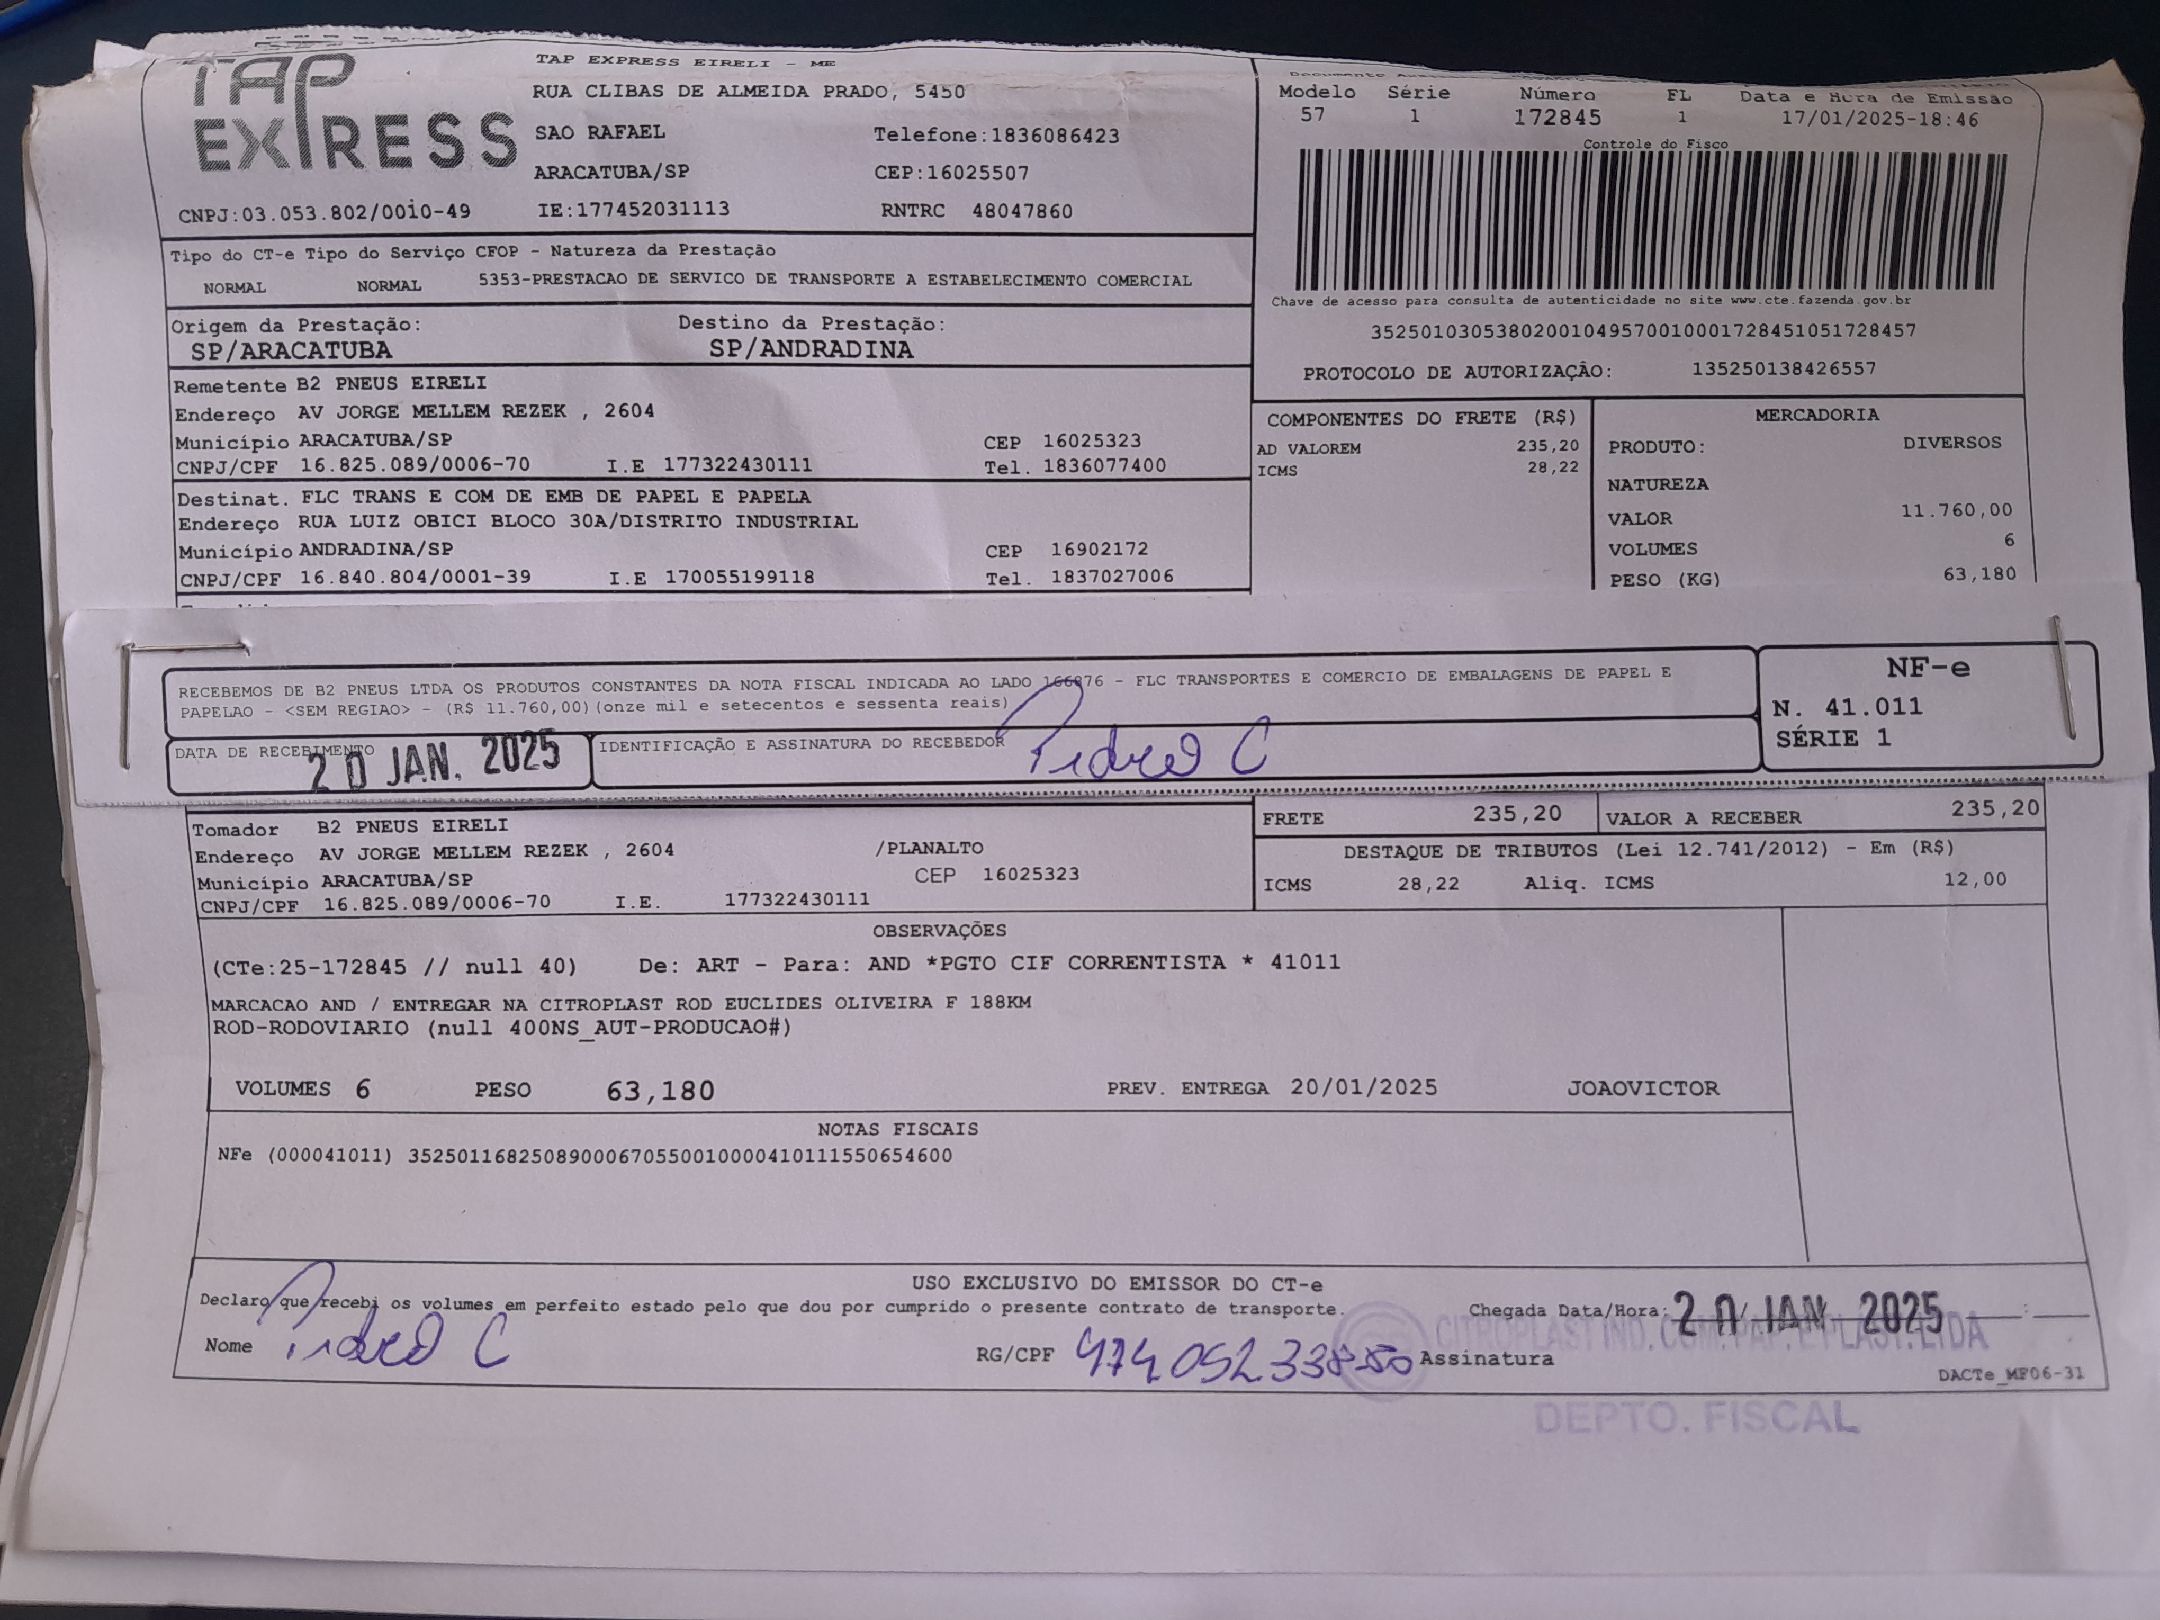 TAP EXPRESS
TAP EXPRESS EIRELI - ME
RUA CLIBAS DE ALMEIDA PRADO, 5450
SAO RAFAEL Telefone:1836086423
ARACATUBA/SP CEP:16025507
CNPJ:03.053.802/0010-49 IE:177452031113 RNTRC 48047860
Modelo Série Número FL Data e Hora de Emissão
57 1 172845 1 17/01/2025-18:46
Controle do Fisco
Chave de acesso para consulta de autenticidade no site www.cte.fazenda.gov.br
35250103053802001049570010001728451051728457
PROTOCOLO DE AUTORIZAÇÃO: 135250138426557
Tipo do CT-e Tipo do Serviço CFOP - Natureza da Prestação
NORMAL NORMAL 5353-PRESTACAO DE SERVICO DE TRANSPORTE A ESTABELECIMENTO COMERCIAL
Origem da Prestação: Destino da Prestação:
SP/ARACATUBA SP/ANDRADINA
Remetente B2 PNEUS EIRELI
Endereço AV JORGE MELLEM REZEK , 2604
Município ARACATUBA/SP CEP 16025323
CNPJ/CPF 16.825.089/0006-70 I.E 177322430111 Tel. 1836077400
Destinat. FLC TRANS E COM DE EMB DE PAPEL E PAPELA
Endereço RUA LUIZ OBICI BLOCO 30A/DISTRITO INDUSTRIAL
Município ANDRADINA/SP CEP 16902172
CNPJ/CPF 16.840.804/0001-39 I.E 170055199118 Tel. 1837027006
COMPONENTES DO FRETE (R$)
AD VALOREM 235,20
ICMS 28,22
MERCADORIA
PRODUTO: DIVERSOS
NATUREZA
VALOR 11.760,00
VOLUMES 6
PESO (KG) 63,180
RECEBEMOS DE B2 PNEUS LTDA OS PRODUTOS CONSTANTES DA NOTA FISCAL INDICADA AO LADO 166876 - FLC TRANSPORTES E COMERCIO DE EMBALAGENS DE PAPEL E
PAPELAO - <SEM REGIAO> - (R$ 11.760,00)(onze mil e setecentos e sessenta reais)
DATA DE RECEBIMENTO
20 JAN. 2025
IDENTIFICAÇÃO E ASSINATURA DO RECEBEDOR
Pedro C
NF-e
N. 41.011
SÉRIE 1
Tomador B2 PNEUS EIRELI
Endereço AV JORGE MELLEM REZEK , 2604 /PLANALTO
Município ARACATUBA/SP CEP 16025323
CNPJ/CPF 16.825.089/0006-70 I.E. 177322430111
FRETE 235,20 VALOR A RECEBER 235,20
DESTAQUE DE TRIBUTOS (Lei 12.741/2012) - Em (R$)
ICMS 28,22 Aliq. ICMS 12,00
OBSERVAÇÕES
(CTe:25-172845 // null 40) De: ART - Para: AND *PGTO CIF CORRENTISTA * 41011
MARCACAO AND / ENTREGAR NA CITROPLAST ROD EUCLIDES OLIVEIRA F 188KM
ROD-RODOVIARIO (null 400NS_AUT-PRODUCAO#)
VOLUMES 6 PESO 63,180 PREV. ENTREGA 20/01/2025 JOAOVICTOR
NOTAS FISCAIS
NFe (000041011) 35250116825089000670550010000410111550654600
USO EXCLUSIVO DO EMISSOR DO CT-e
Declaro que recebi os volumes em perfeito estado pelo que dou por cumprido o presente contrato de transporte.
Chegada Data/Hora: 20 JAN 2025
Nome Pedro C RG/CPF 474 052 338-50 Assinatura
CITROPLAST IND. COM. PAP. E PLAST. LTDA
DACTe_MF06-31
DEPTO. FISCAL